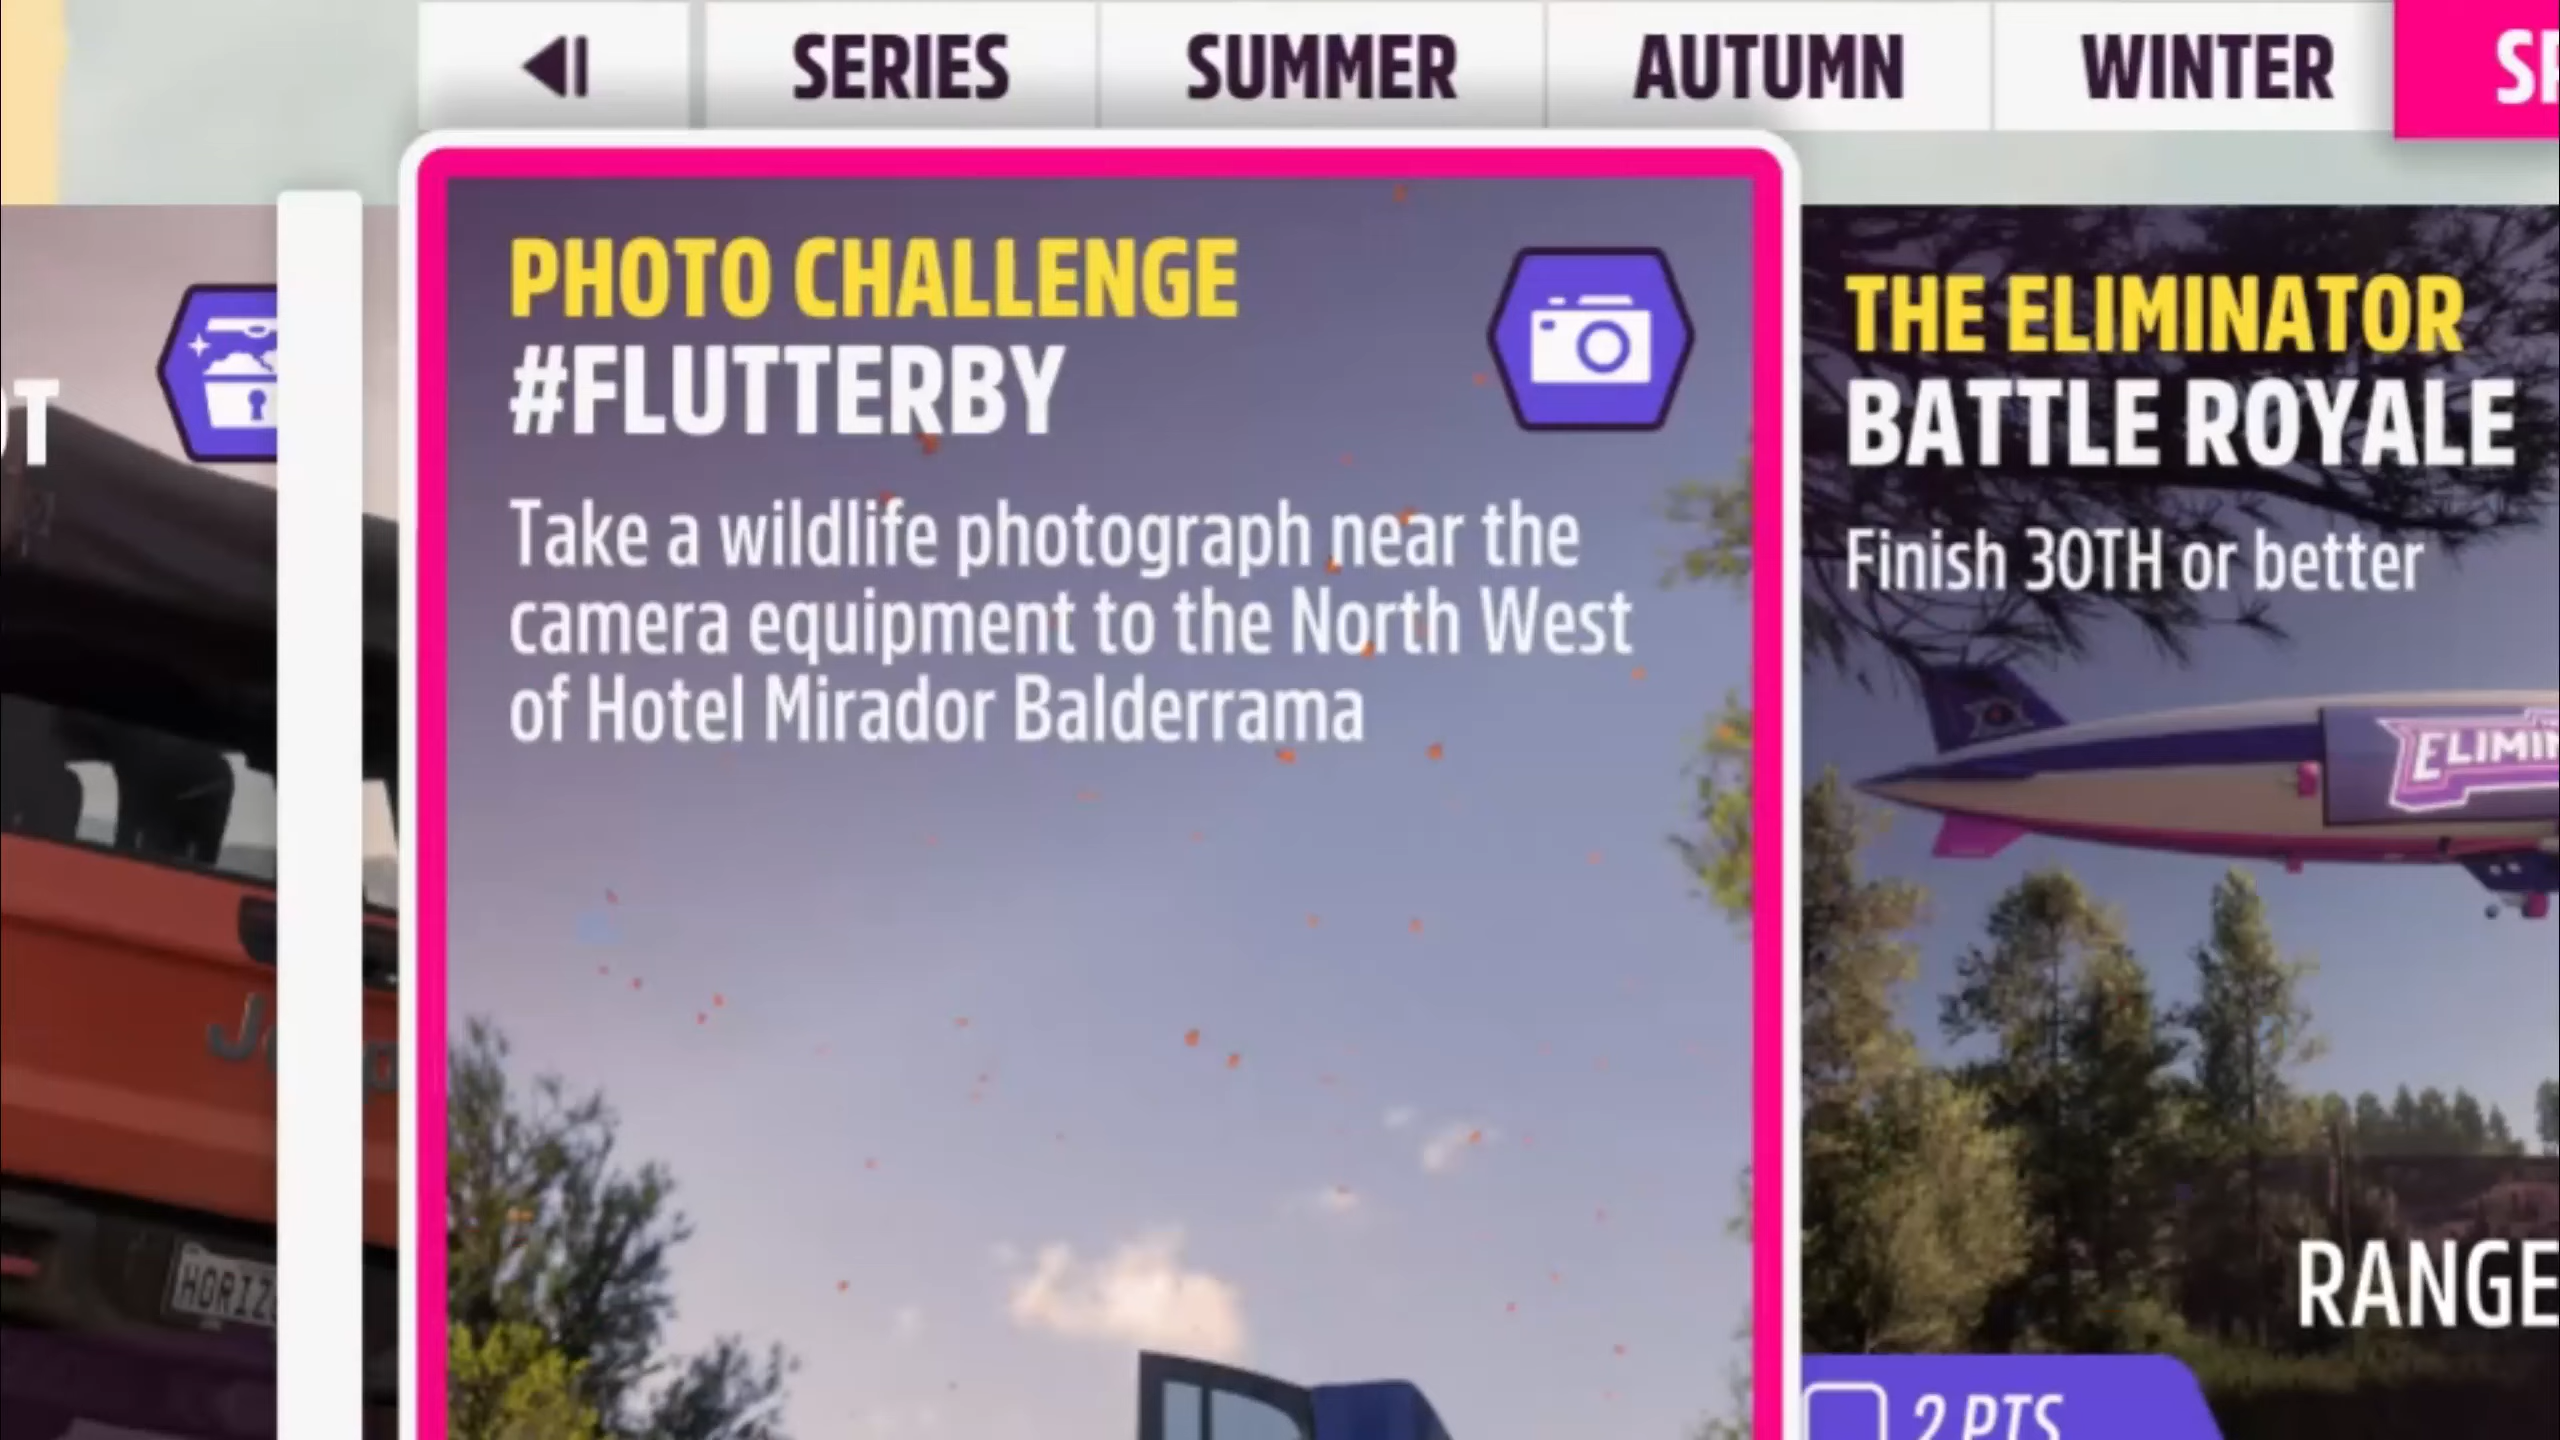 SERIES
SUMMER
AUTUMN
WINTER
PHOTO CHALLENGE
#FLUTTERBY
Take a wildlife photograph near the
camera equipment to the North West
of Hotel Mirador Balderrama
THE ELIMINATOR
BATTLE ROYALE
Finish 30TH or better
RANGE
2 PTS